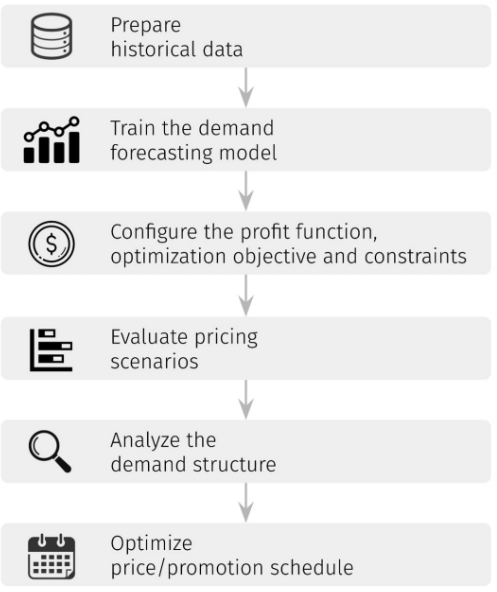 Prepare
historical data
Train the demand
forecasting model
$
Configure the profit function,
optimization objective and constraints
Evaluate pricing
scenarios
Analyze the
demand structure
Optimize
price/promotion schedule